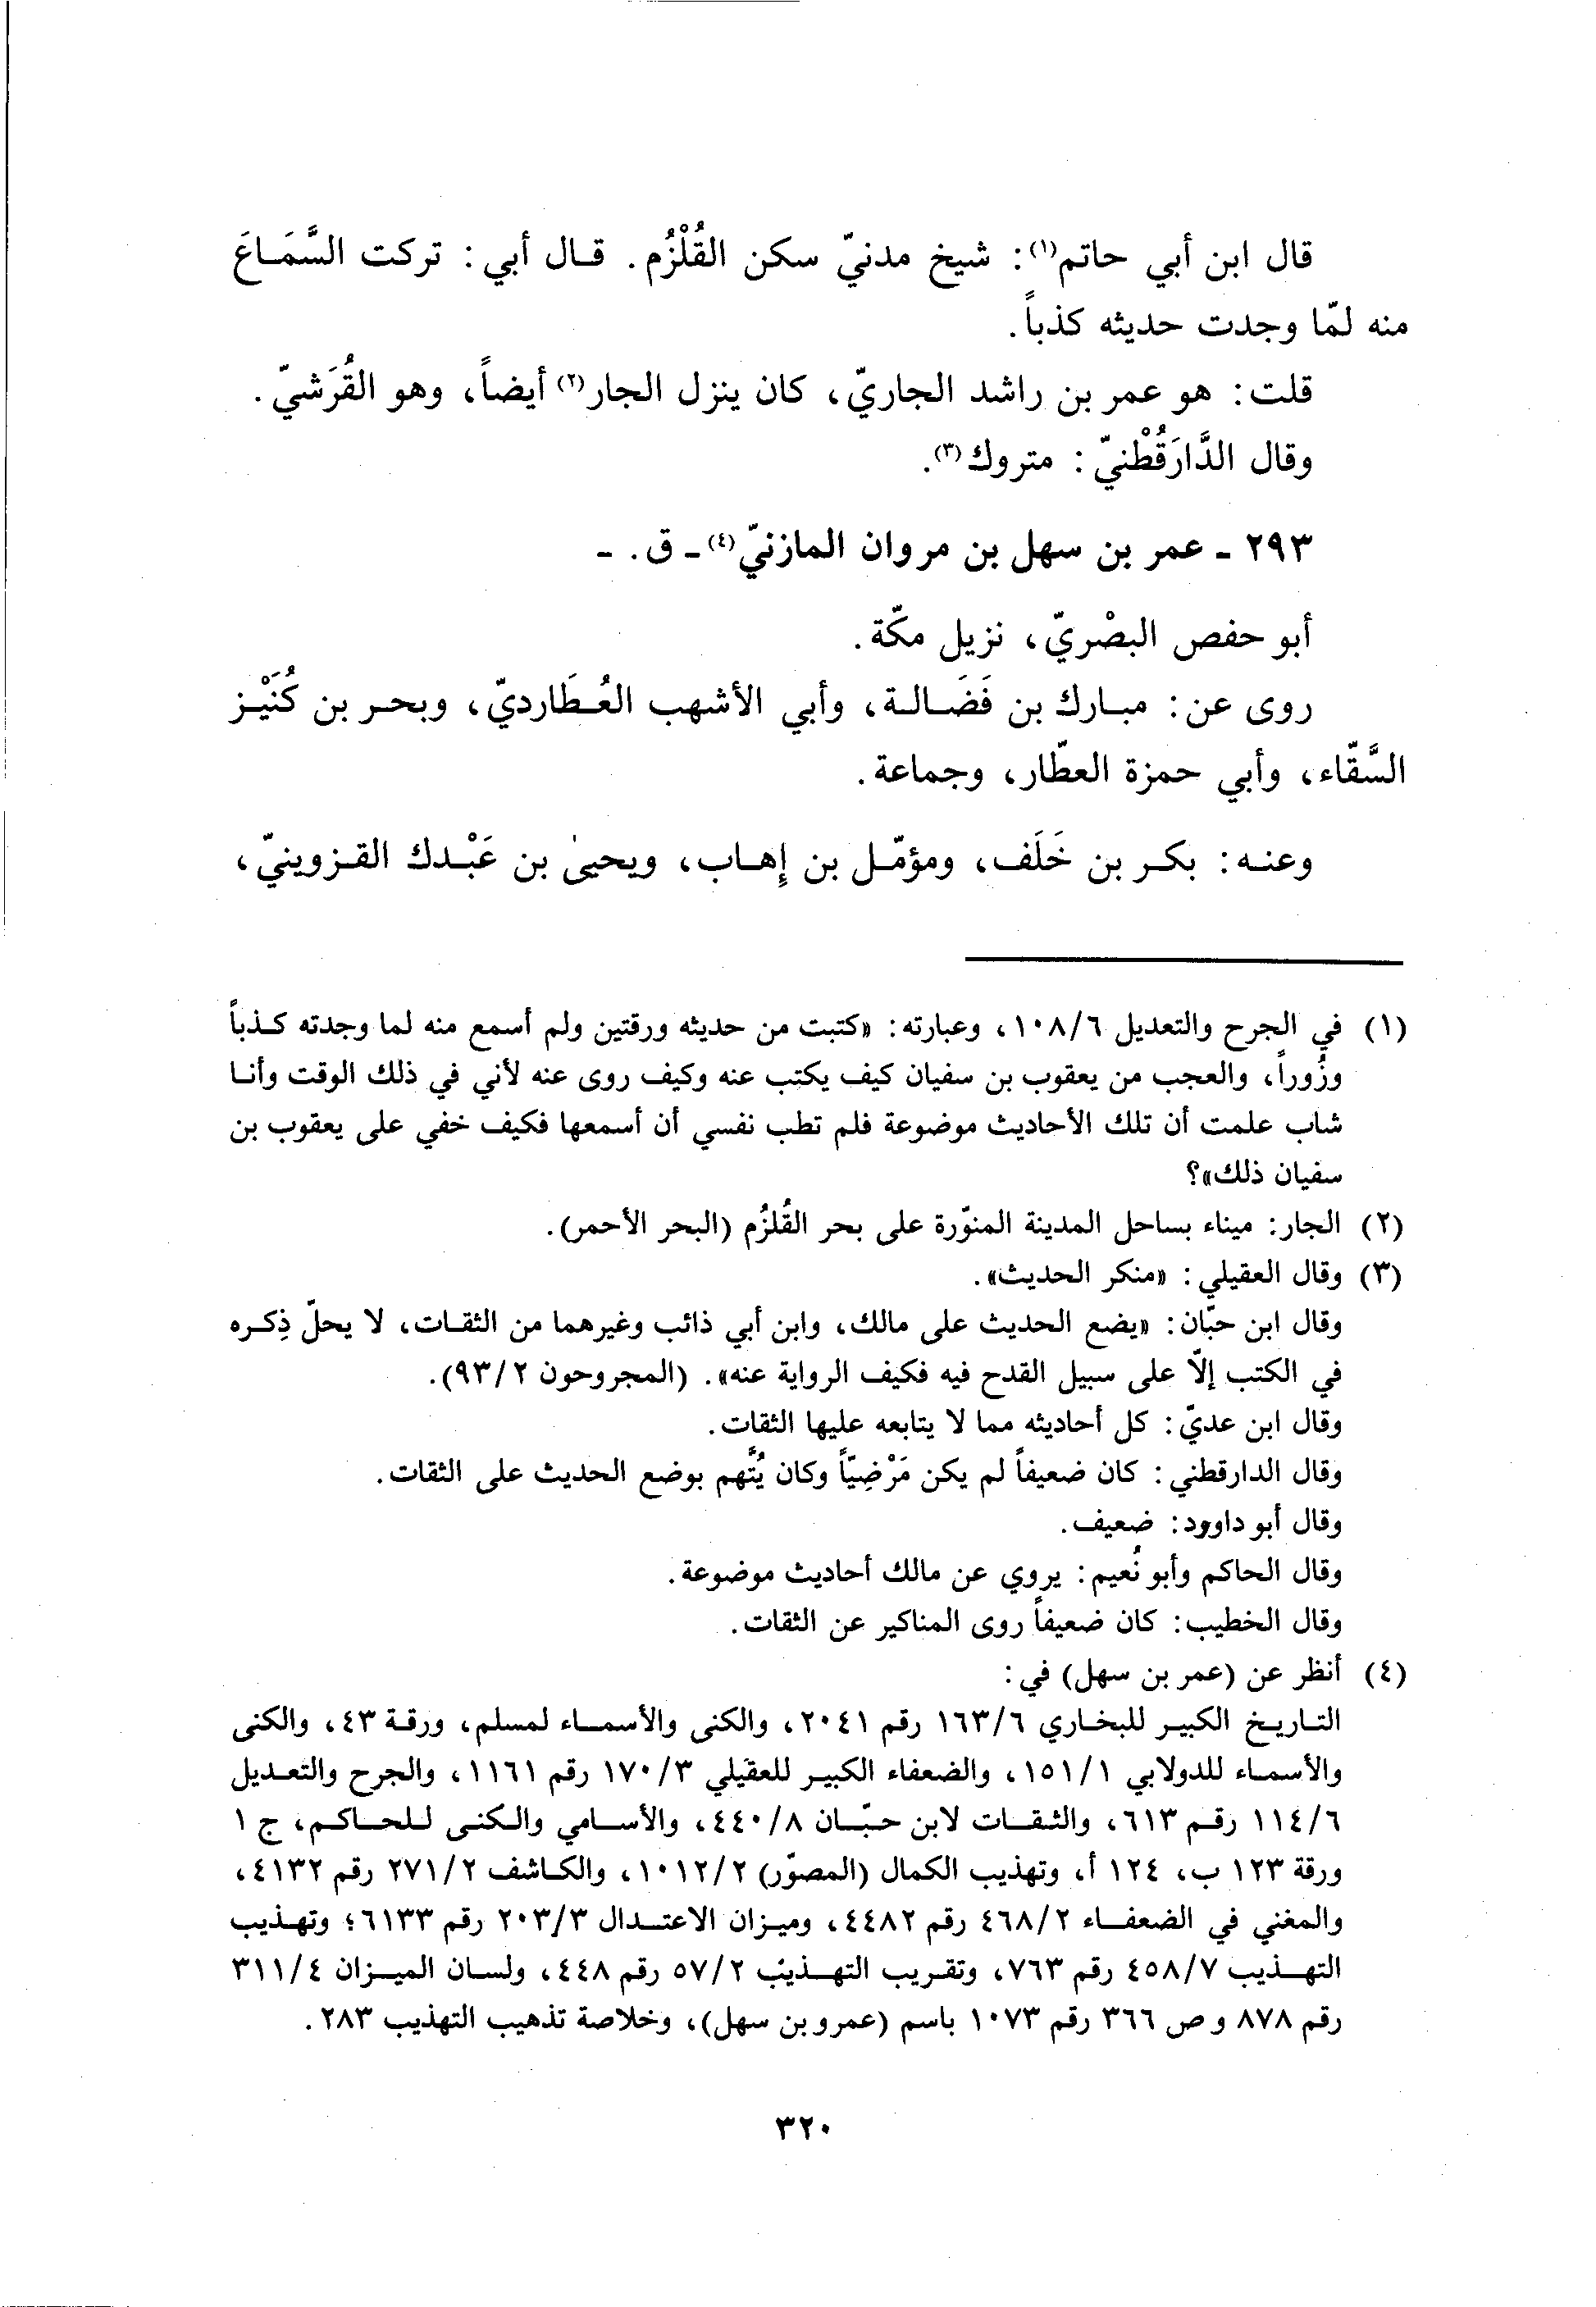 قال ابن أبي حاتم(١): شيخ مدنيّ سكن القُلْزُم. قال أبي: تركت السَّمَاعَ
منه لمّا وجدت حديثه كذباً.
قلت: هو عمر بن راشد الجاريّ، كان ينزل الجار(٢) أيضاً، وهو القُرَشيّ.
وقال الدَّارَقُطْنيّ: متروك(٣).
٢٩٣ - عمر بن سهل بن مروان المازنيّ(٤) - ق. -
أبو حفص البصْريّ، نزيل مكّة.
روى عن: مبارك بن فَضَالة، وأبي الأشهب العُطَارديّ، وبحر بن كُنَيْز
السَّقّاء، وأبي حمزة العطّار، وجماعة.
وعنه: بكر بن خَلَف، ومؤمّل بن إِهاب، ويحيىٰ بن عَبْدك القزوينيّ،
(١) في الجرح والتعديل ١٠٨/٦، وعبارته: «كتبت من حديثه ورقتين ولم أسمع منه لما وجدته كذباً
وزُوراً، والعجب من يعقوب بن سفيان كيف يكتب عنه وكيف روى عنه لأني في ذلك الوقت وأنا
شاب علمت أن تلك الأحاديث موضوعة فلم تطب نفسي أن أسمعها فكيف خفي على يعقوب بن
سفيان ذلك»؟
(٢) الجار: ميناء بساحل المدينة المنوّرة على بحر القُلزُم (البحر الأحمر).
(٣) وقال العقيلي: «منكر الحديث».
وقال ابن حبّان: «يضع الحديث على مالك، وابن أبي ذائب وغيرهما من الثقات، لا يحلّ ذِكره
في الكتب إلّا على سبيل القدح فيه فكيف الرواية عنه». (المجروحون ٩٣/٢).
وقال ابن عديّ: كل أحاديثه مما لا يتابعه عليها الثقات.
وقال الدارقطني: كان ضعيفاً لم يكن مَرْضِيّاً وكان يُتَّهم بوضع الحديث على الثقات.
وقال أبو داوود: ضعيف.
وقال الحاكم وأبو نُعيم: يروي عن مالك أحاديث موضوعة.
وقال الخطيب: كان ضعيفاً روى المناكير عن الثقات.
(٤) أنظر عن (عمر بن سهل) في:
التاريخ الكبير للبخاري ١٦٣/٦ رقم ٢٠٤١، والكنى والأسماء لمسلم، ورقة ٤٣، والكنى
والأسماء للدولابي ١٥١/١، والضعفاء الكبير للعقيلي ١٧٠/٣ رقم ١١٦١، والجرح والتعديل
١١٤/٦ رقم ٦١٣، والثقات لابن حبّان ٤٤٠/٨، والأسامي والكنى للحاكم، ج ١
ورقة ١٢٣ ب، ١٢٤ أ، وتهذيب الكمال (المصوّر) ١٠١٢/٢، والكاشف ٢٧١/٢ رقم ٤١٣٢،
والمغني في الضعفاء ٤٦٨/٢ رقم ٤٤٨٢، وميزان الاعتدال ٢٠٣/٣ رقم ٦١٣٣؛ وتهذيب
التهذيب ٤٥٨/٧ رقم ٧٦٣، وتقريب التهذيب ٥٧/٢ رقم ٤٤٨، ولسان الميزان ٣١١/٤
رقم ٨٧٨ و ص ٣٦٦ رقم ١٠٧٣ باسم (عمرو بن سهل)، وخلاصة تذهيب التهذيب ٢٨٣.
٣٢٠